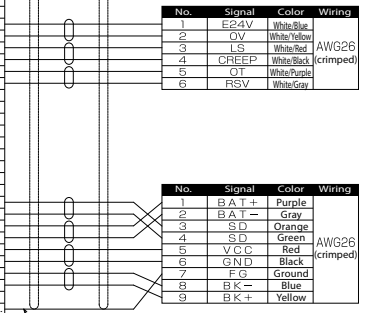 No. Signal Color Wiring
1 E24V White/Blue
2 0V White/Yellow
3 LS White/Red
4 CREEP White/Black
5 OT White/Purple
6 RSV White/Gray
AWG26
(crimped)
No. Signal Color Wiring
1 BAT+ Purple
2 BAT− Gray
3 SD Orange
4 SD Green
5 VCC Red
6 GND Black
7 FG Ground
8 BK− Blue
9 BK+ Yellow
AWG26
(crimped)